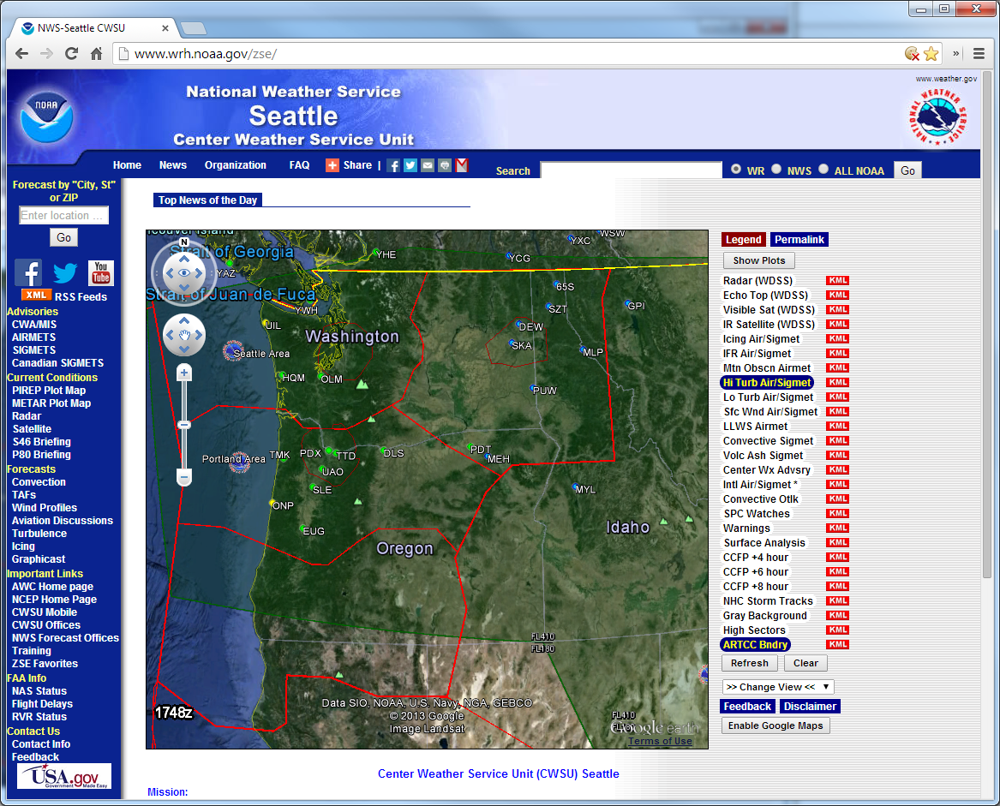 NWS-Seattle CWSU
www.wrh.noaa.gov/zse/
NOAA
National Weather Service
Seattle
Center Weather Service Unit
www.weather.gov
NATIONAL WEATHER SERVICE
Home News Organization FAQ Share |
Search WR NWS ALL NOAA Go
Forecast by "City, St"
or ZIP
Enter location ...
Go
You
Tube
XML RSS Feeds
Advisories
CWA/MIS
AIRMETS
SIGMETS
Canadian SIGMETS
Current Conditions
PIREP Plot Map
METAR Plot Map
Radar
Satellite
S46 Briefing
P80 Briefing
Forecasts
Convection
TAFs
Wind Profiles
Aviation Discussions
Turbulence
Icing
Graphicast
Important Links
AWC Home page
NCEP Home Page
CWSU Mobile
CWSU Offices
NWS Forecast Offices
Training
ZSE Favorites
FAA Info
NAS Status
Flight Delays
RVR Status
Contact Us
Contact Info
Feedback
USA.gov
Government Made Easy
Top News of the Day
Island
N
Strait of Georgia
YAZ
YHE
YCG
YXC
WSW
Strait of Juan de Fuca
YWH
65S
SZT
GPI
UIL
Washington
DEW
SKA
MLP
Seattle Area
HQM
OLM
PUW
Portland Area
TMK
PDX
TTD
DLS
PDT
MEH
UAO
SLE
MYL
ONP
EUG
Oregon
Idaho
FL410
FL180
1748z
Data SIO, NOAA, U.S. Navy, NGA, GEBCO
© 2013 Google
Image Landsat
FL410
Google earth
Terms of Use
Legend Permalink
Show Plots
Radar (WDSS) KML
Echo Top (WDSS) KML
Visible Sat (WDSS) KML
IR Satellite (WDSS) KML
Icing Air/Sigmet KML
IFR Air/Sigmet KML
Mtn Obscn Airmet KML
Hi Turb Air/Sigmet KML
Lo Turb Air/Sigmet KML
Sfc Wnd Air/Sigmet KML
LLWS Airmet KML
Convective Sigmet KML
Volc Ash Sigmet KML
Center Wx Advsry KML
Intl Air/Sigmet * KML
Convective Otlk KML
SPC Watches KML
Warnings KML
Surface Analysis KML
CCFP +4 hour KML
CCFP +6 hour KML
CCFP +8 hour KML
NHC Storm Tracks KML
Gray Background KML
High Sectors KML
ARTCC Bndry KML
Refresh Clear
>> Change View <<
Feedback Disclaimer
Enable Google Maps
Center Weather Service Unit (CWSU) Seattle
Mission: